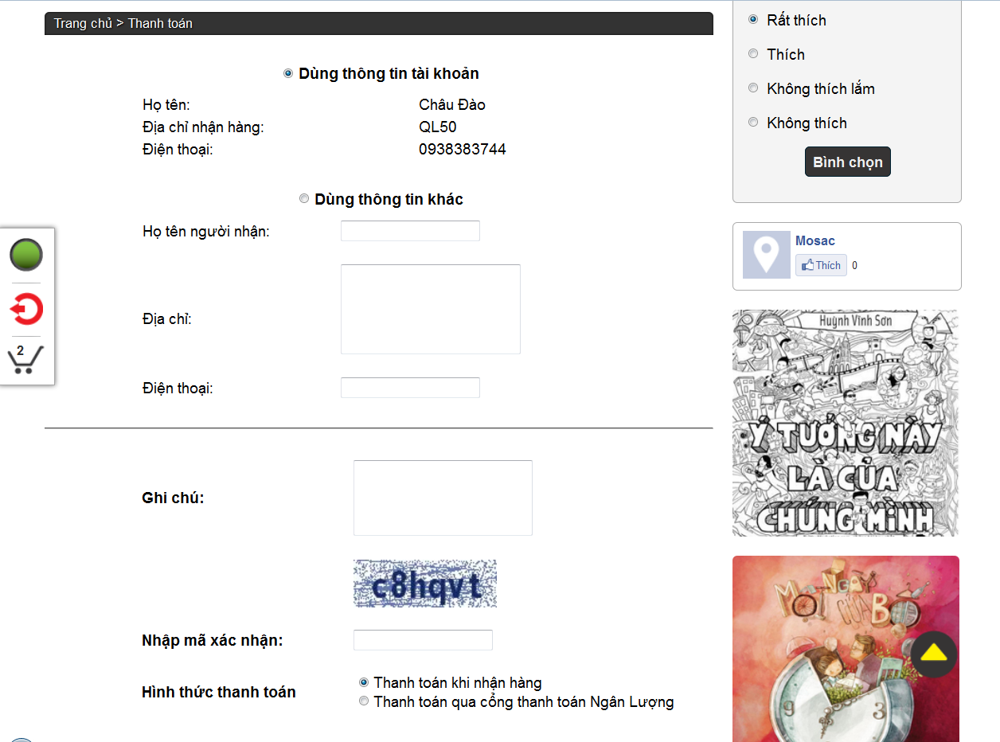 Trang chủ > Thanh toán
Dùng thông tin tài khoản
Họ tên: Châu Đào
Địa chỉ nhận hàng: QL50
Điện thoại: 0938383744
Dùng thông tin khác
Họ tên người nhận:
Địa chỉ:
Điện thoại:
Ghi chú:
c8hqvt
Nhập mã xác nhận:
Hình thức thanh toán
Thanh toán khi nhận hàng
Thanh toán qua cổng thanh toán Ngân Lượng
2
Rất thích
Thích
Không thích lắm
Không thích
Bình chọn
Mosac
Thích 0
Huỳnh Vĩnh Sơn
Ý TƯỞNG NÀY
LÀ CỦA
CHÚNG MÌNH
MỌI NGÀY
CỦA BỐ
9 3